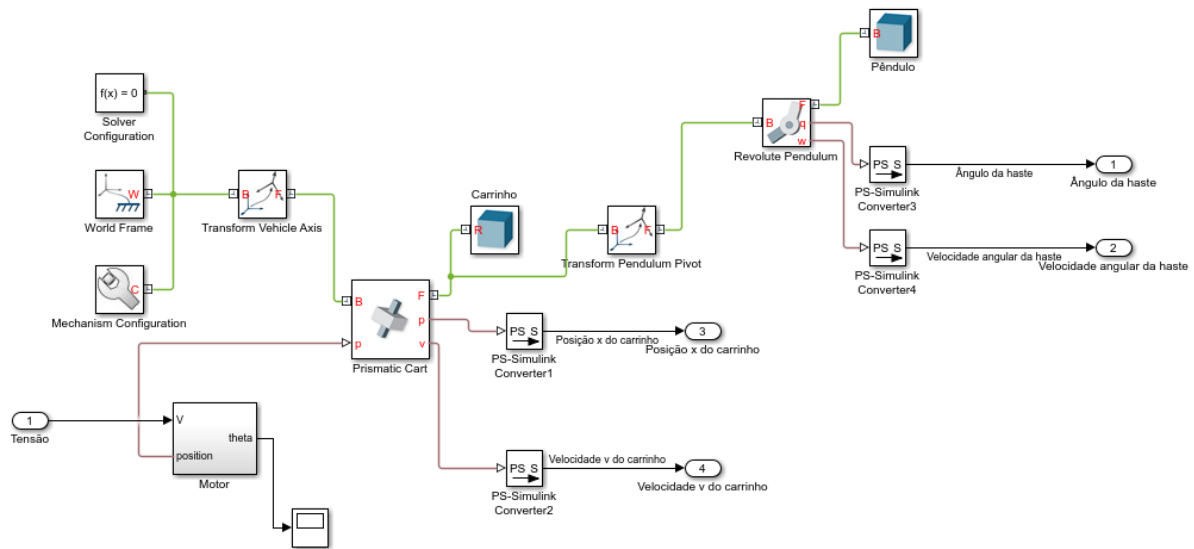 B
Pêndulo
f(x) = 0
Solver
Configuration
F
B
q
w
Revolute Pendulum
PS S
PS-Simulink
Converter3
Ângulo da haste
1
Ângulo da haste
W
World Frame
B
F
Transform Vehicle Axis
Carrinho
R
B
F
Transform Pendulum Pivot
PS S
PS-Simulink
Converter4
Velocidade angular da haste
2
Velocidade angular da haste
C
Mechanism Configuration
B
F
p
p
v
Prismatic Cart
PS S
PS-Simulink
Converter1
Posição x do carrinho
3
Posição x do carrinho
1
Tensão
V
theta
position
Motor
PS S
PS-Simulink
Converter2
Velocidade v do carrinho
4
Velocidade v do carrinho